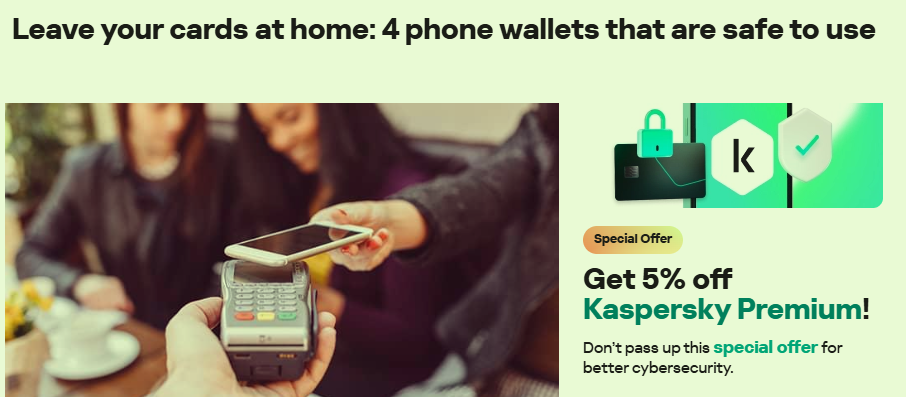 Leave your cards at home: 4 phone wallets that are safe to use
k
Special Offer
Get 5% off
Kaspersky Premium!
Don't pass up this special offer for
better cybersecurity.